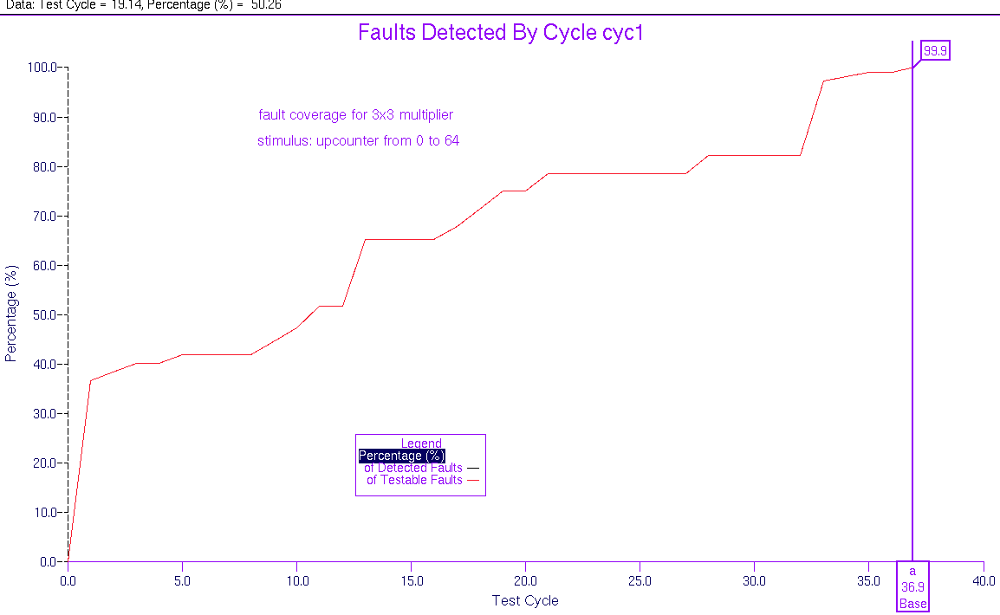 Data: Test Cycle = 19.14, Percentage (%) = 50.26
Faults Detected By Cycle cyc1
99.9
100.0
fault coverage for 3x3 multiplier
90.0
stimulus: upcounter from 0 to 64
80.0
70.0
60.0
Percentage (%)
50.0
40.0
30.0
Legend
Percentage (%)
of Detected Faults
of Testable Faults
20.0
10.0
0.0
0.0 5.0 10.0 15.0 20.0 25.0 30.0 35.0 40.0
a
36.9
Base
Test Cycle